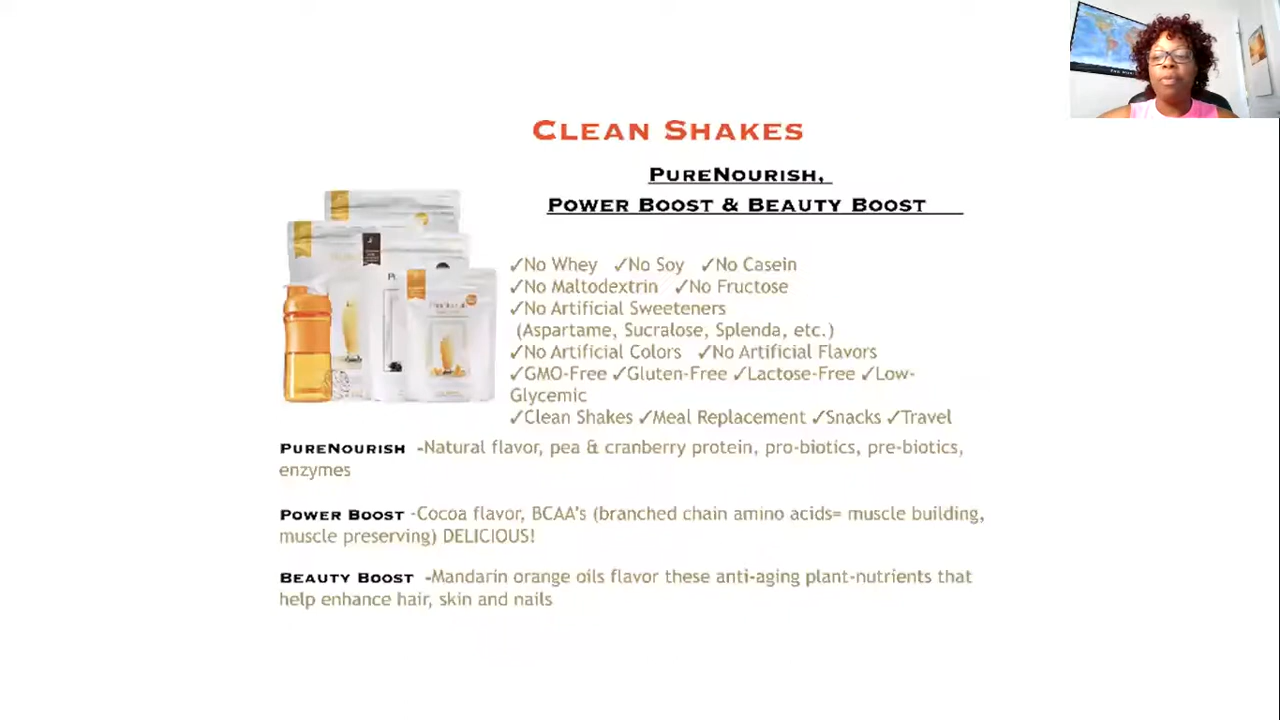 CLEAN SHAKES
PURENOURISH,
POWER BOOST & BEAUTY BOOST
✓No Whey ✓No Soy ✓No Casein
✓No Maltodextrin ✓No Fructose
✓No Artificial Sweeteners
(Aspartame, Sucralose, Splenda, etc.)
✓No Artificial Colors ✓No Artificial Flavors
✓GMO-Free ✓Gluten-Free ✓Lactose-Free ✓Low-
Glycemic
✓Clean Shakes ✓Meal Replacement ✓Snacks ✓Travel
PURENOURISH -Natural flavor, pea & cranberry protein, pro-biotics, pre-biotics,
enzymes
POWER BOOST -Cocoa flavor, BCAA's (branched chain amino acids= muscle building,
muscle preserving) DELICIOUS!
BEAUTY BOOST -Mandarin orange oils flavor these anti-aging plant-nutrients that
help enhance hair, skin and nails